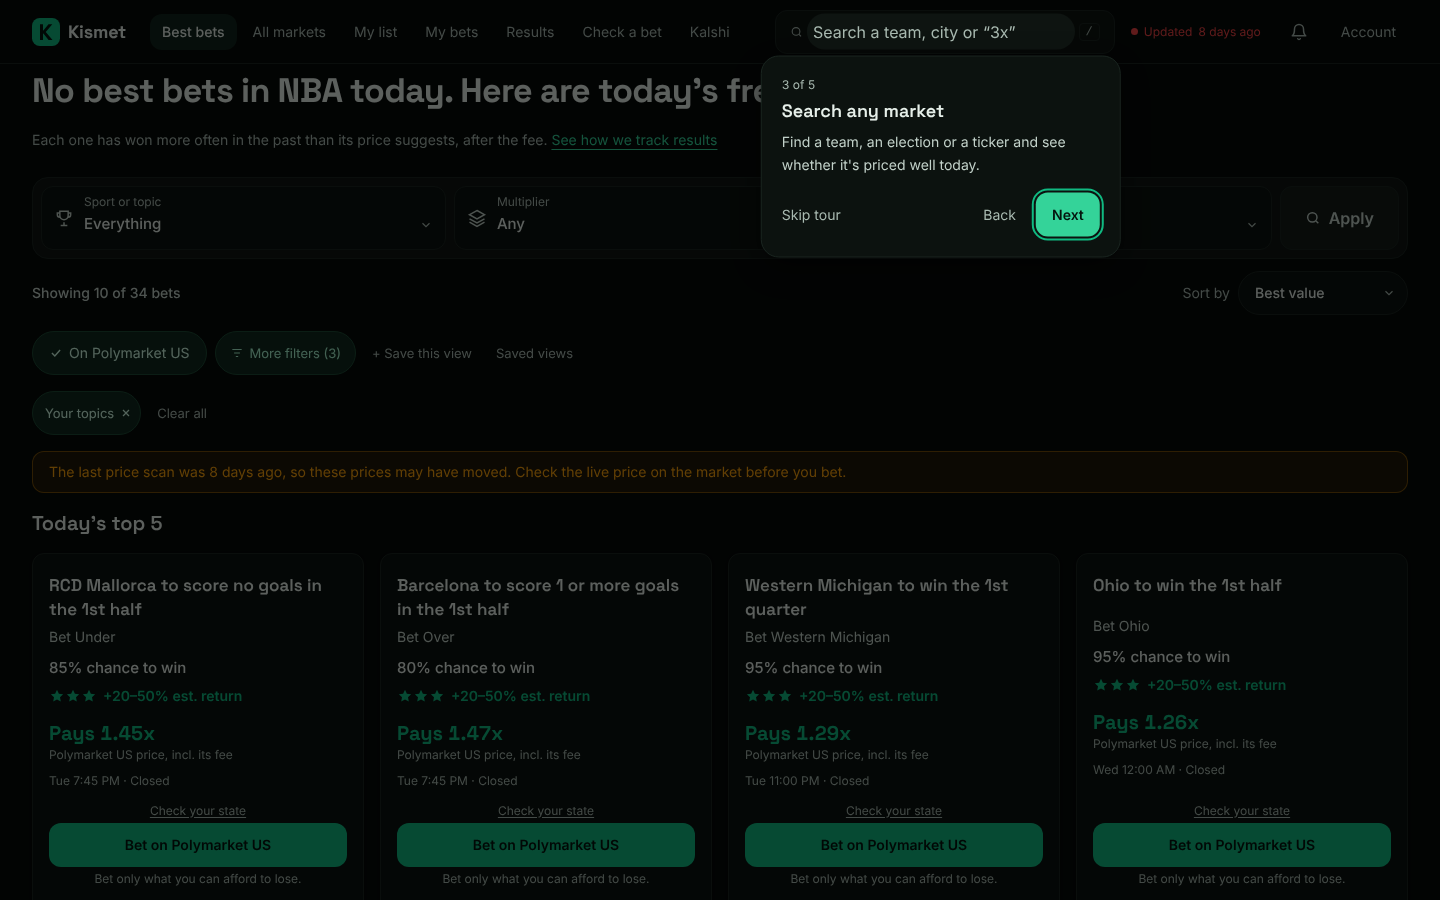 Kismet
Best bets
All markets
My list
My bets
Results
Check a bet
Kalshi
Search a team, city or “3x”
/
Updated 8 days ago
Account
No best bets in NBA today. Here are today’s fre
Each one has won more often in the past than its price suggests, after the fee. See how we track results
3 of 5
Search any market
Find a team, an election or a ticker and see
whether it's priced well today.
Skip tour
Back
Next
Sport or topic
Everything
Multiplier
Any
Apply
Showing 10 of 34 bets
Sort by
Best value
On Polymarket US
More filters (3)
+ Save this view
Saved views
Your topics ×
Clear all
The last price scan was 8 days ago, so these prices may have moved. Check the live price on the market before you bet.
Today’s top 5
RCD Mallorca to score no goals in
the 1st half
Bet Under
85% chance to win
★★★ +20–50% est. return
Pays 1.45x
Polymarket US price, incl. its fee
Tue 7:45 PM · Closed
Check your state
Bet on Polymarket US
Bet only what you can afford to lose.
Barcelona to score 1 or more goals
in the 1st half
Bet Over
80% chance to win
★★★ +20–50% est. return
Pays 1.47x
Polymarket US price, incl. its fee
Tue 7:45 PM · Closed
Check your state
Bet on Polymarket US
Bet only what you can afford to lose.
Western Michigan to win the 1st
quarter
Bet Western Michigan
95% chance to win
★★★ +20–50% est. return
Pays 1.29x
Polymarket US price, incl. its fee
Tue 11:00 PM · Closed
Check your state
Bet on Polymarket US
Bet only what you can afford to lose.
Ohio to win the 1st half
Bet Ohio
95% chance to win
★★★ +20–50% est. return
Pays 1.26x
Polymarket US price, incl. its fee
Wed 12:00 AM · Closed
Check your state
Bet on Polymarket US
Bet only what you can afford to lose.